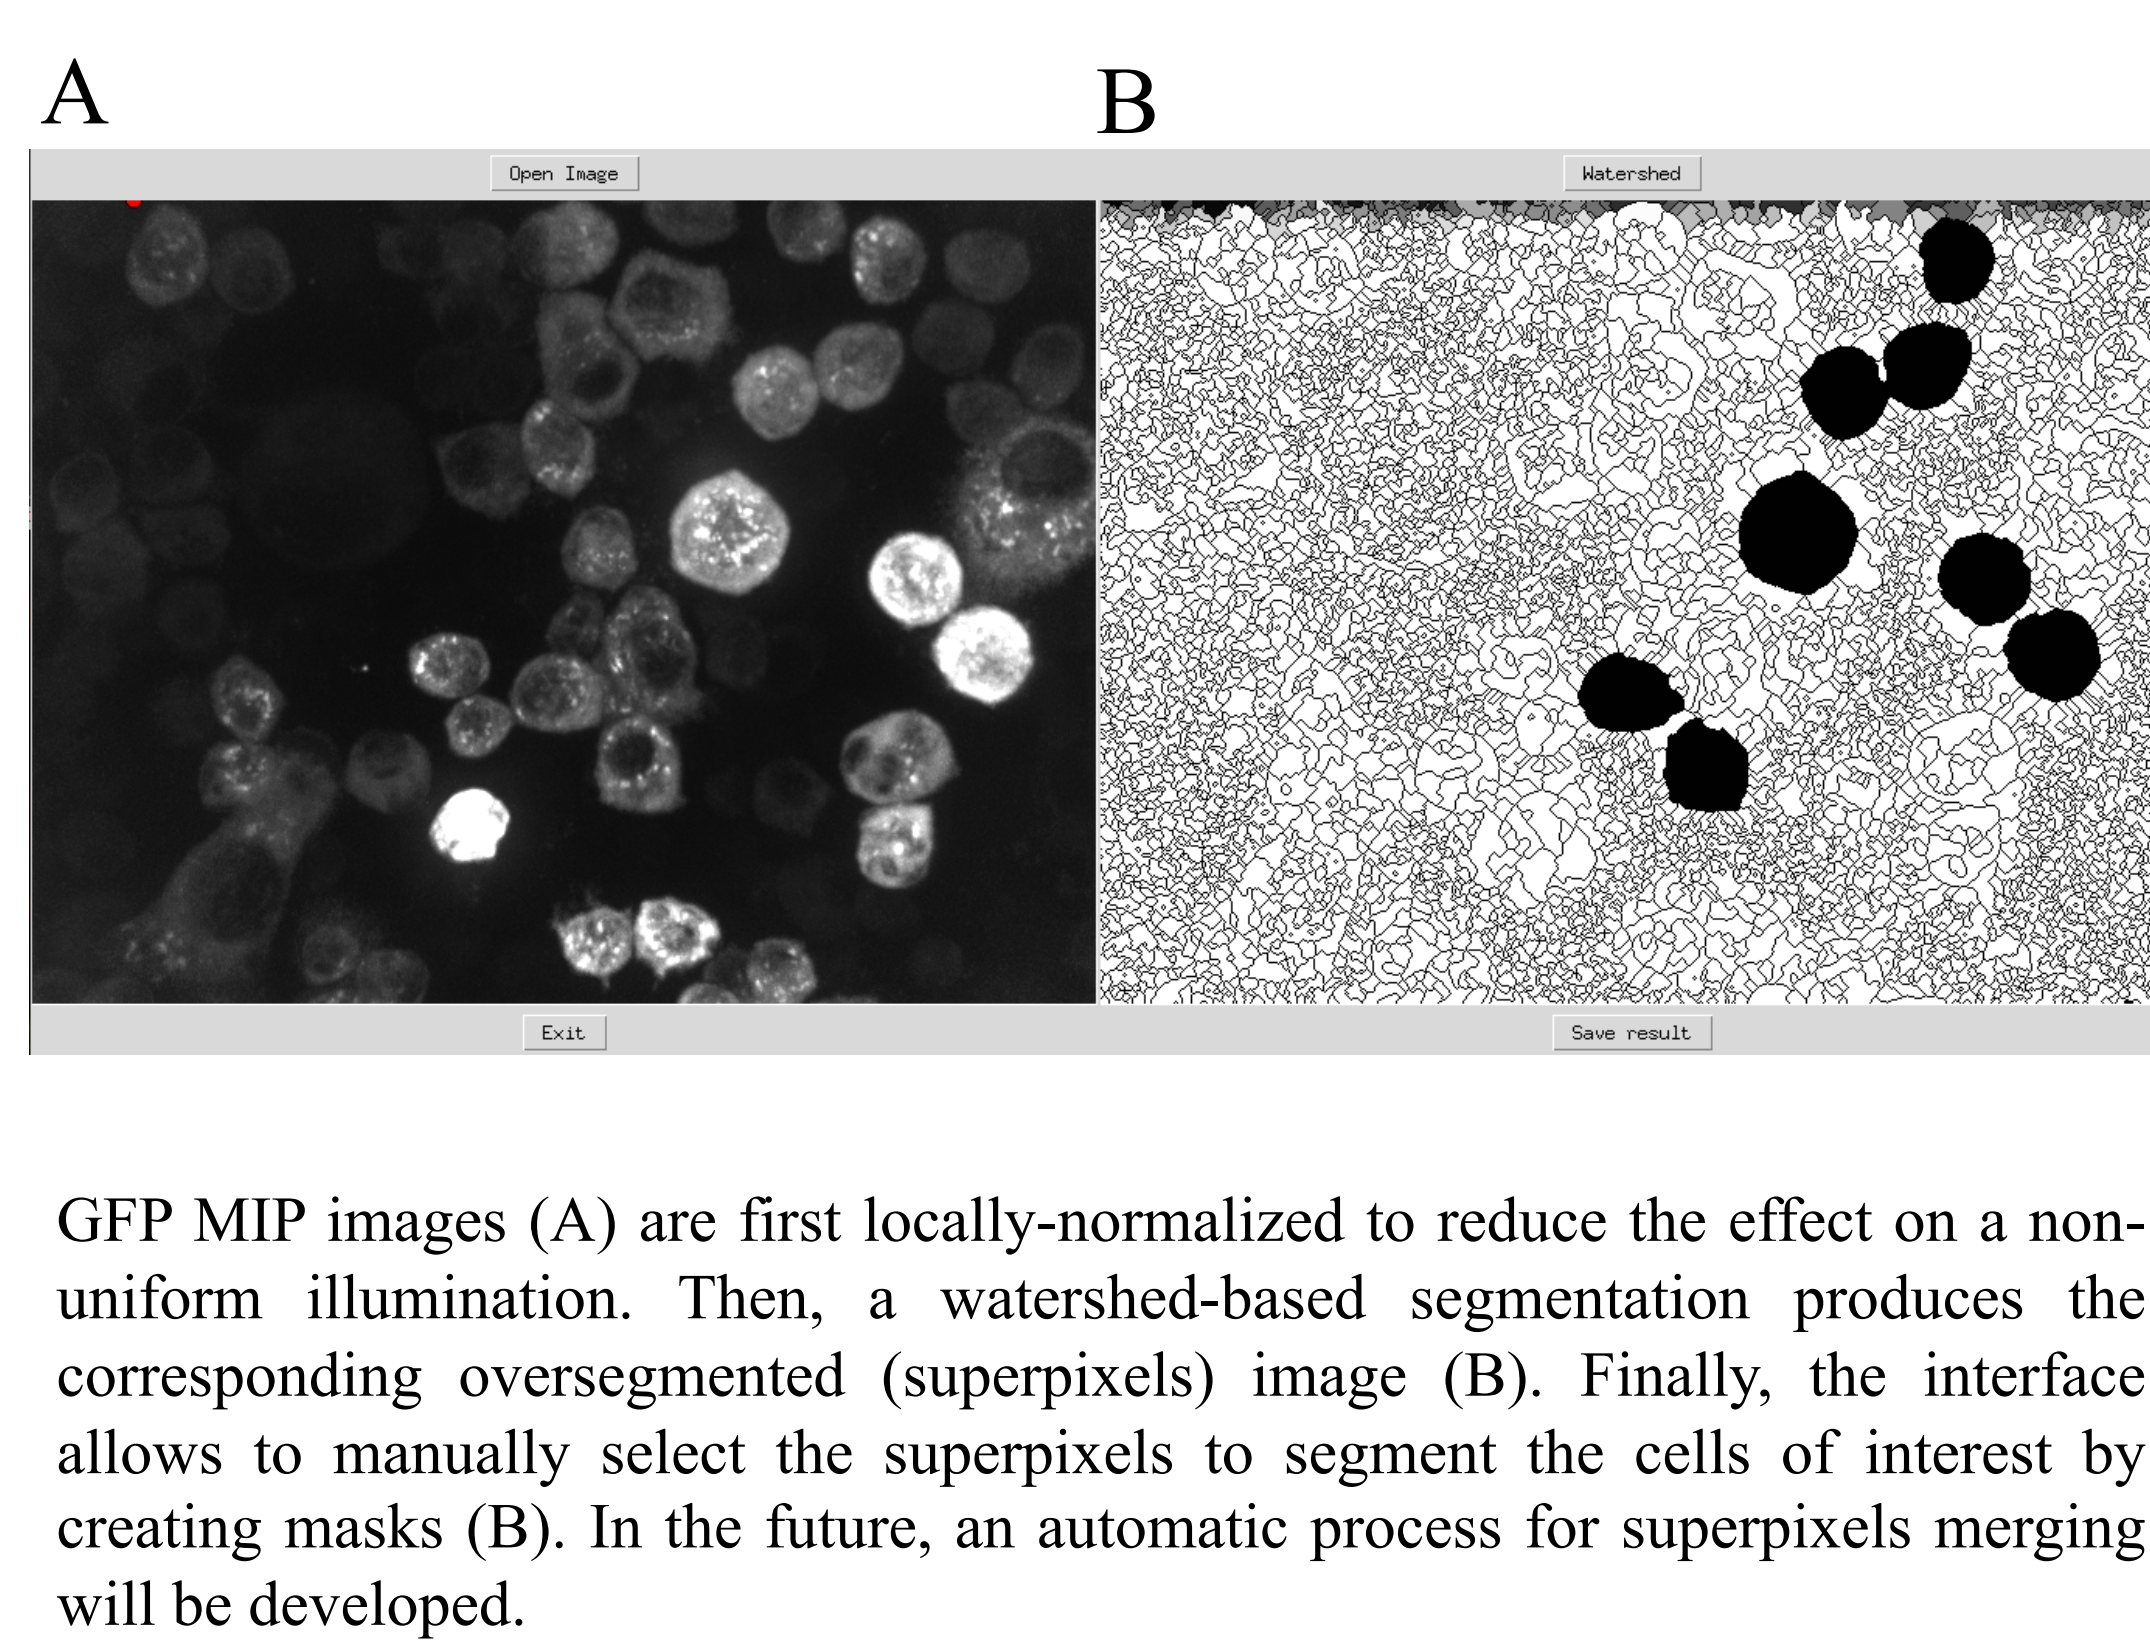 A
B
Open Image
Watershed
Exit
Save result
GFP MIP images (A) are first locally-normalized to reduce the effect on a non-
uniform illumination. Then, a watershed-based segmentation produces the
corresponding oversegmented (superpixels) image (B). Finally, the interface
allows to manually select the superpixels to segment the cells of interest by
creating masks (B). In the future, an automatic process for superpixels merging
will be developed.